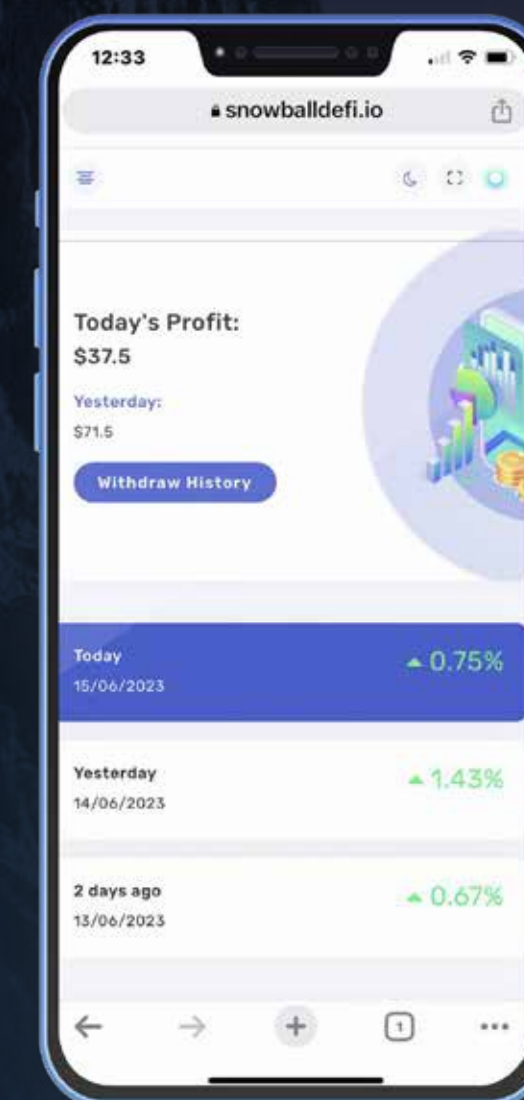 12:33
snowballdefi.io
Today's Profit:
$37.5
Yesterday:
$71.5
Withdraw History
Today
15/06/2023
0.75%
Yesterday
14/06/2023
1.43%
2 days ago
13/06/2023
0.67%
1